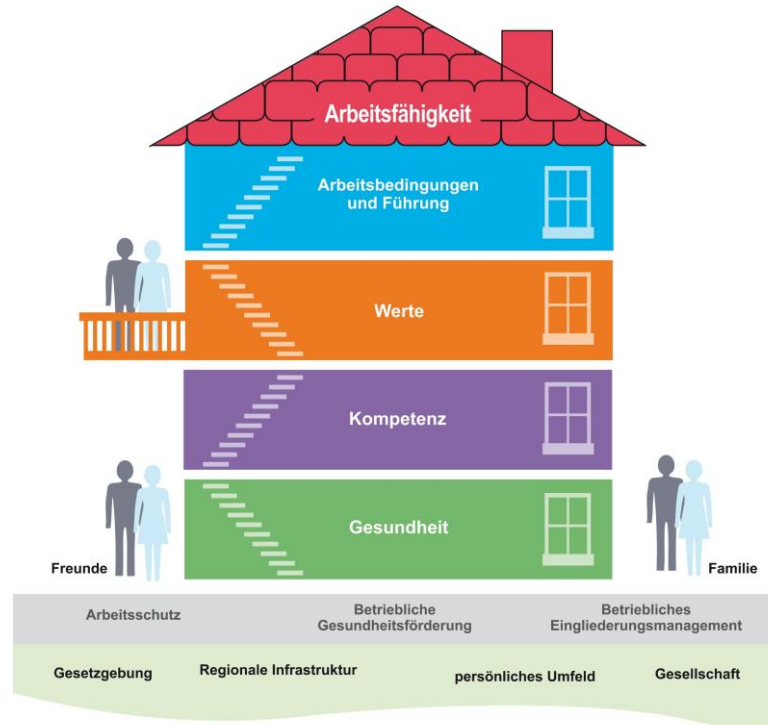 Arbeitsfähigkeit
Arbeitsbedingungen
und Führung
Werte
Kompetenz
Gesundheit
Freunde
Familie
Arbeitsschutz
Betriebliche
Gesundheitsförderung
Betriebliches
Eingliederungsmanagement
Gesetzgebung
Regionale Infrastruktur
persönliches Umfeld
Gesellschaft